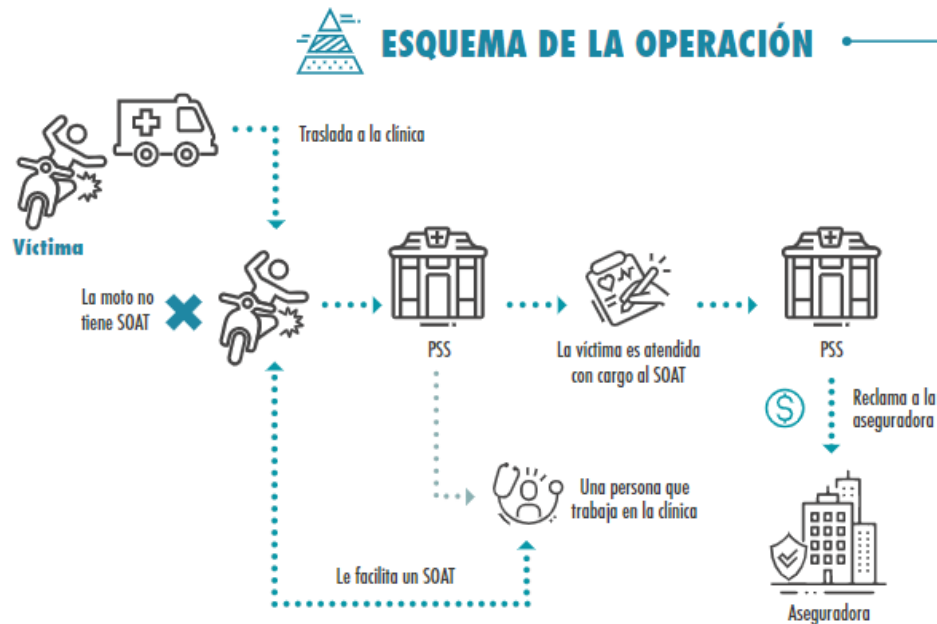 ESQUEMA DE LA OPERACIÓN
Traslada a la clínica
Víctima
La moto no
tiene SOAT
PSS
La víctima es atendida
con cargo al SOAT
PSS
$
Reclama a la
aseguradora
Una persona que
trabaja en la clínica
Le facilita un SOAT
Aseguradora